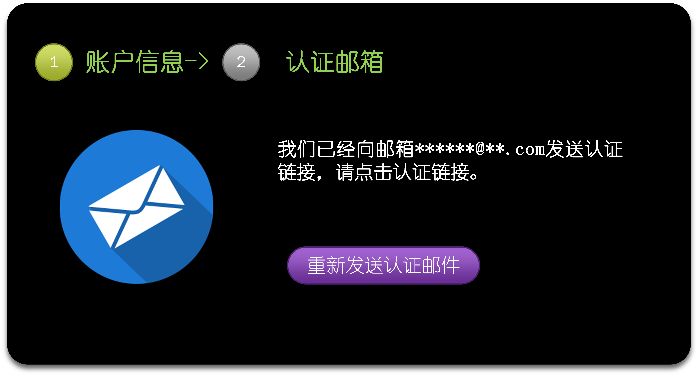 1 账户信息-> 2 认证邮箱
我们已经向邮箱******@**.com发送认证
链接，请点击认证链接。
重新发送认证邮件